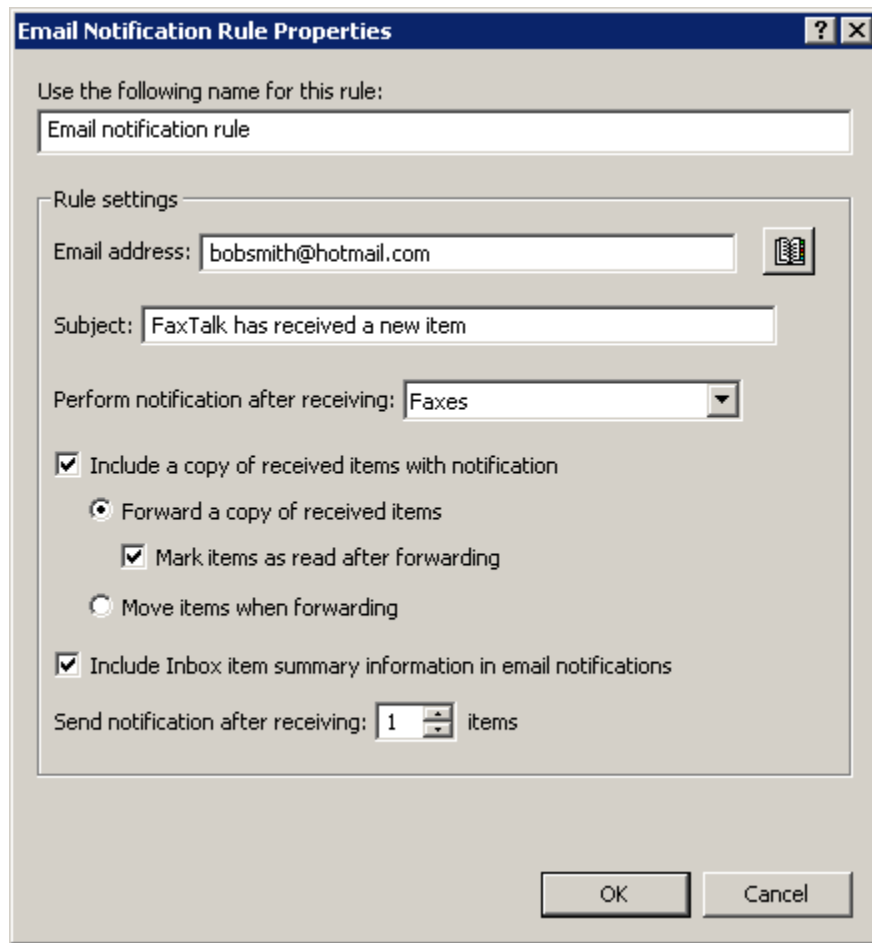 Email Notification Rule Properties
Use the following name for this rule:
Email notification rule
Rule settings
Email address: bobsmith@hotmail.com
Subject: FaxTalk has received a new item
Perform notification after receiving: Faxes
Include a copy of received items with notification
Forward a copy of received items
Mark items as read after forwarding
Move items when forwarding
Include Inbox item summary information in email notifications
Send notification after receiving: 1 items
OK Cancel